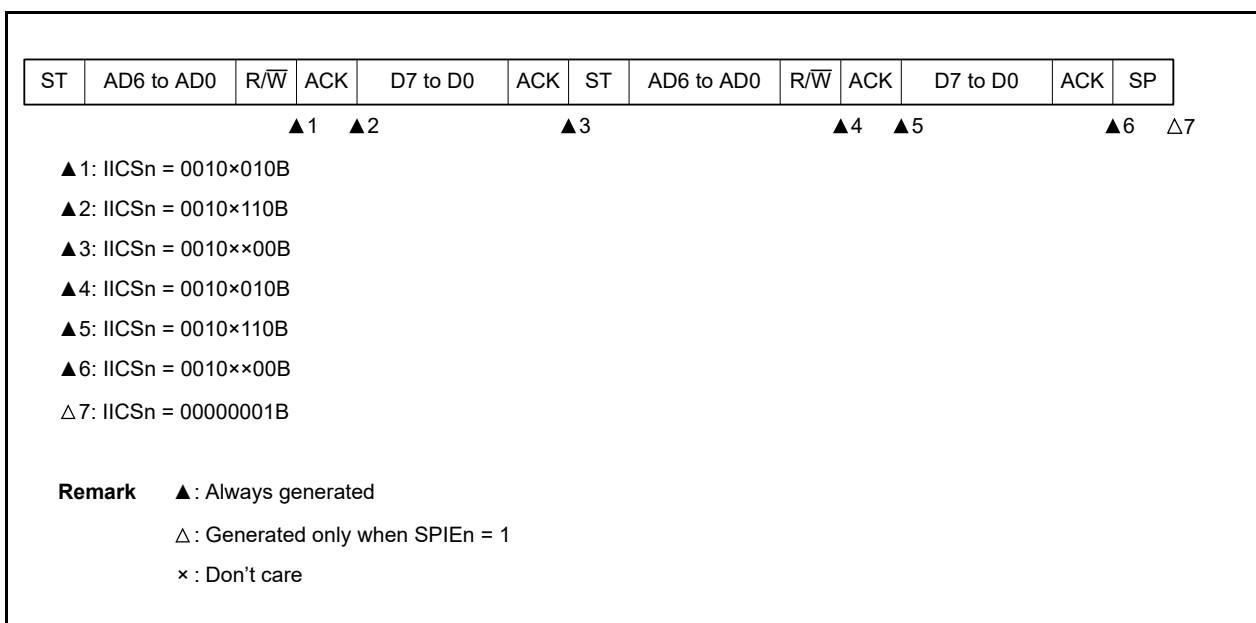 ST AD6 to AD0 R/W̅ ACK D7 to D0 ACK ST AD6 to AD0 R/W̅ ACK D7 to D0 ACK SP
▲1 ▲2 ▲3 ▲4 ▲5 ▲6 △7
▲1: IICSn = 0010×010B
▲2: IICSn = 0010×110B
▲3: IICSn = 0010××00B
▲4: IICSn = 0010×010B
▲5: IICSn = 0010×110B
▲6: IICSn = 0010××00B
△7: IICSn = 00000001B
Remark ▲: Always generated
△: Generated only when SPIEn = 1
×: Don't care